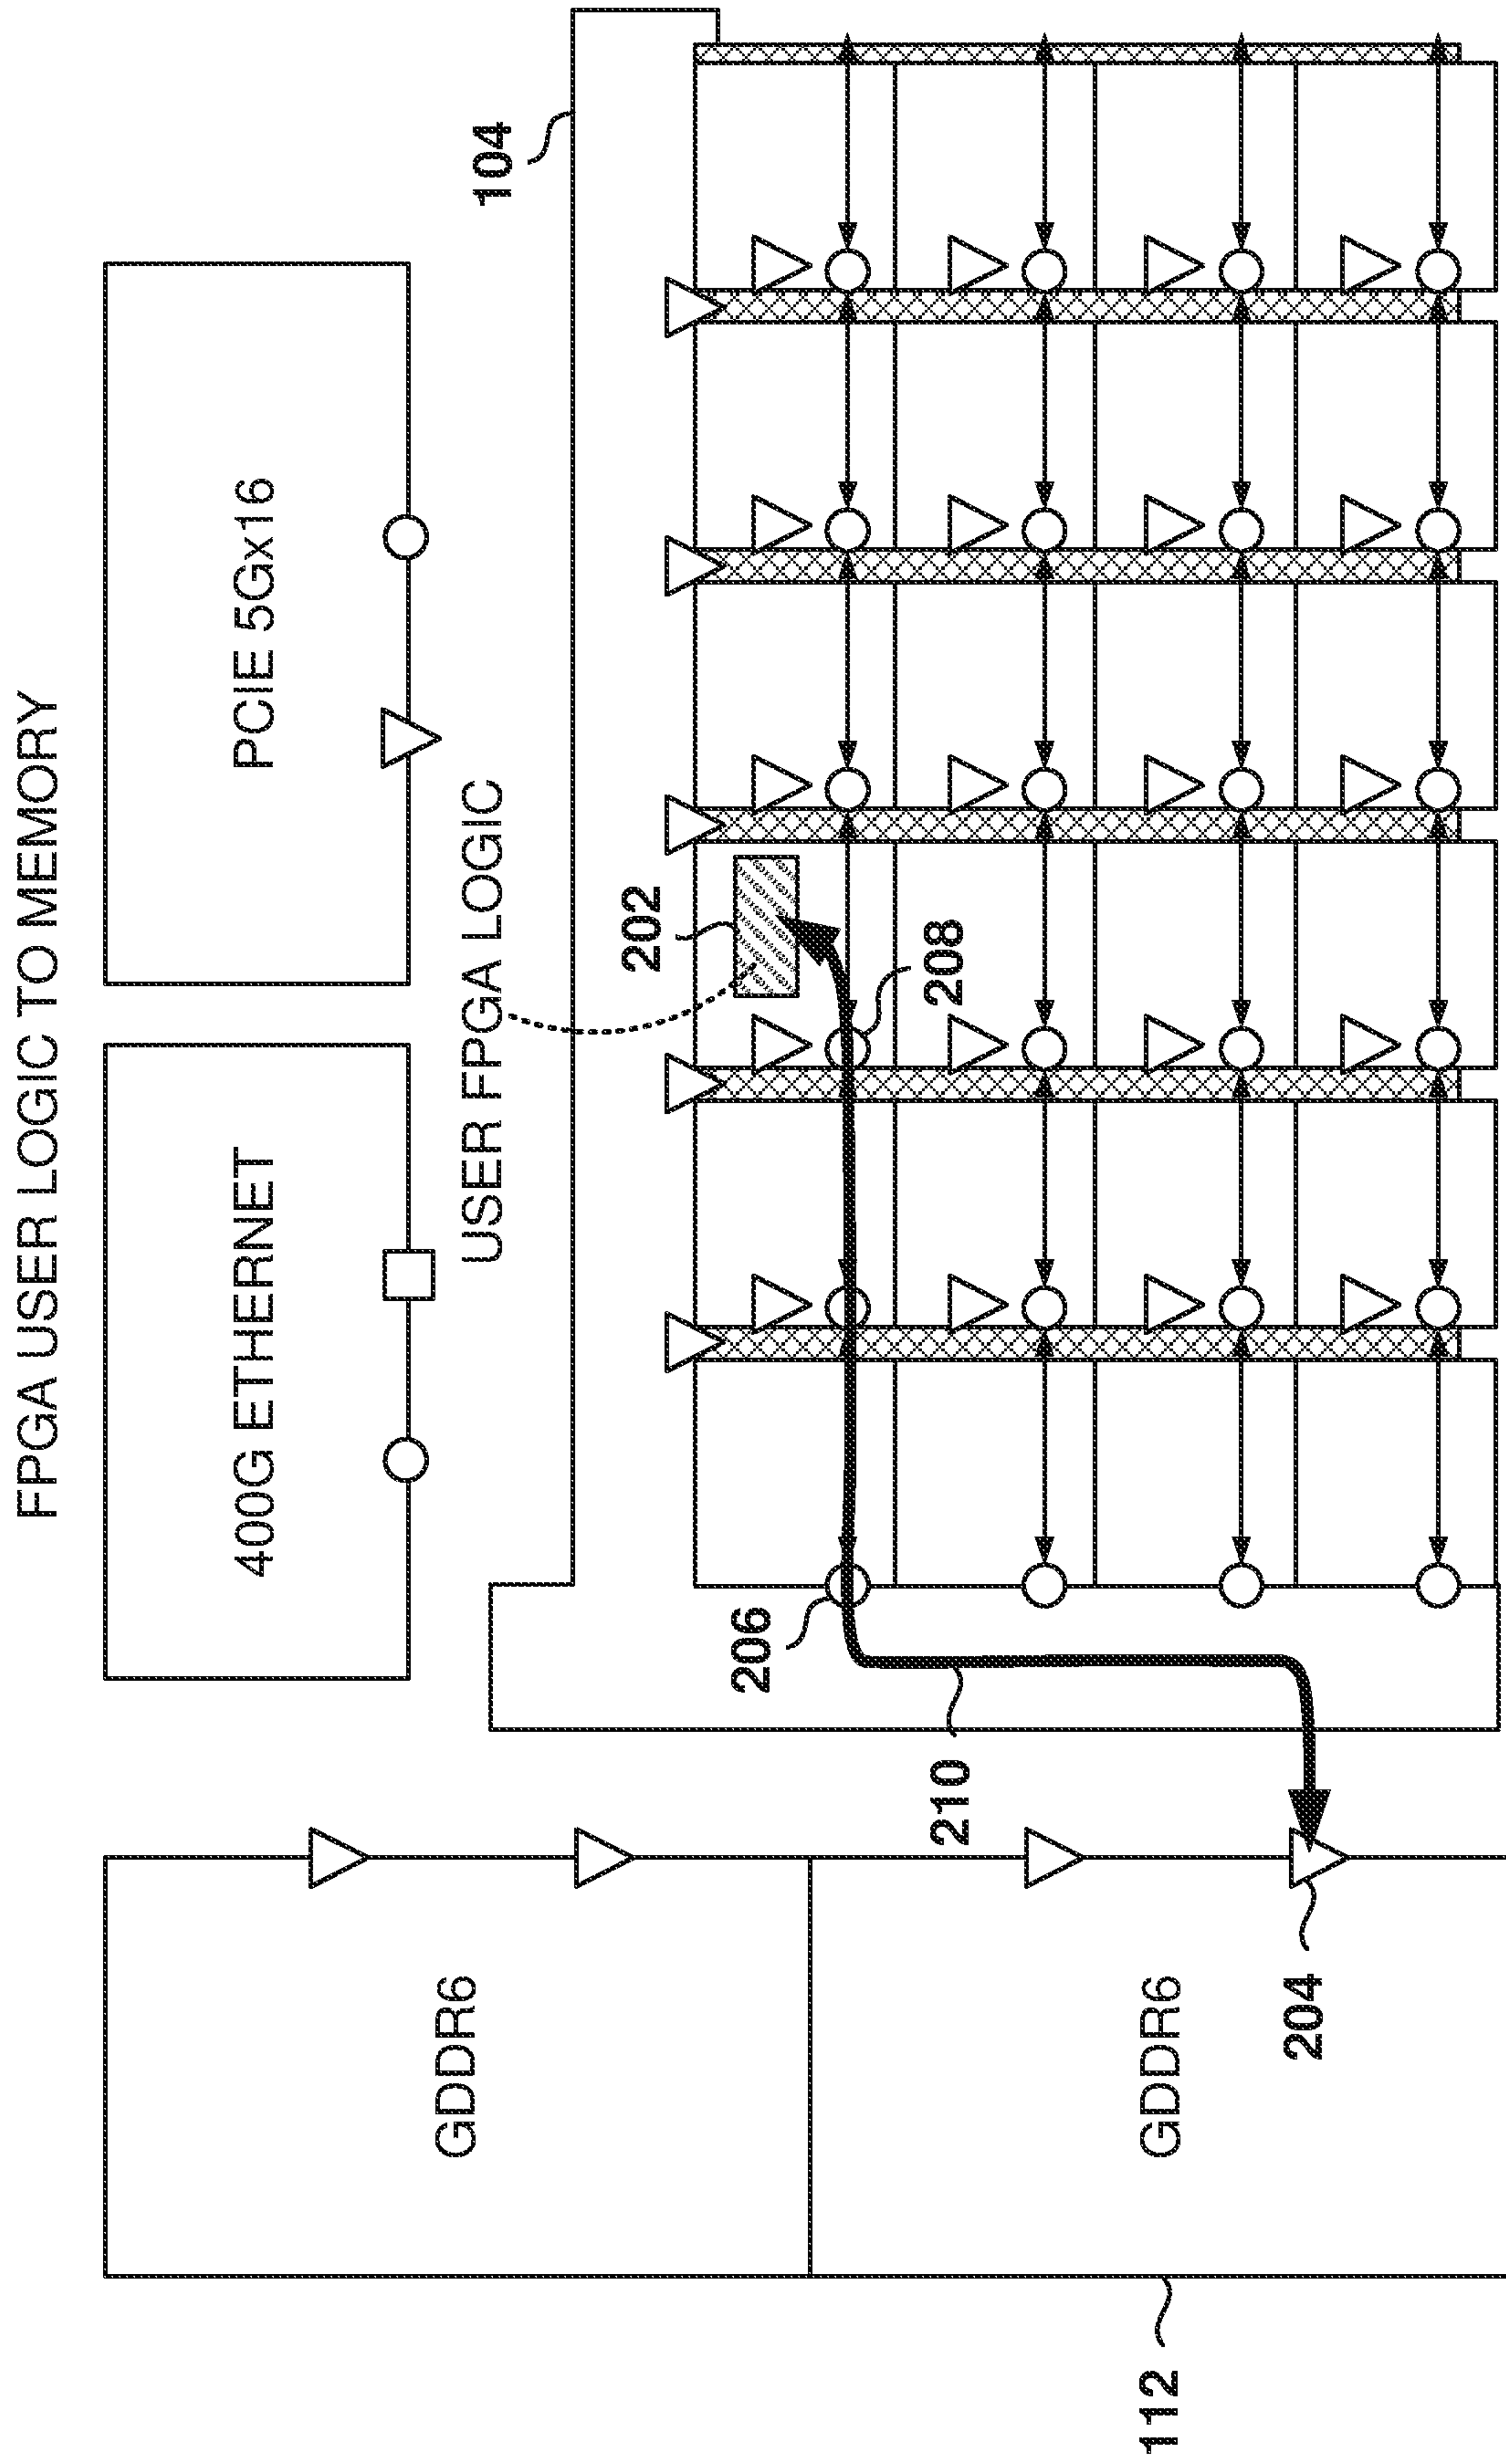 FPGA USER LOGIC TO MEMORY
400G ETHERNET
PCIE 5Gx16
GDDR6
USER FPGA LOGIC
104
202
208
206
210
GDDR6
204
112